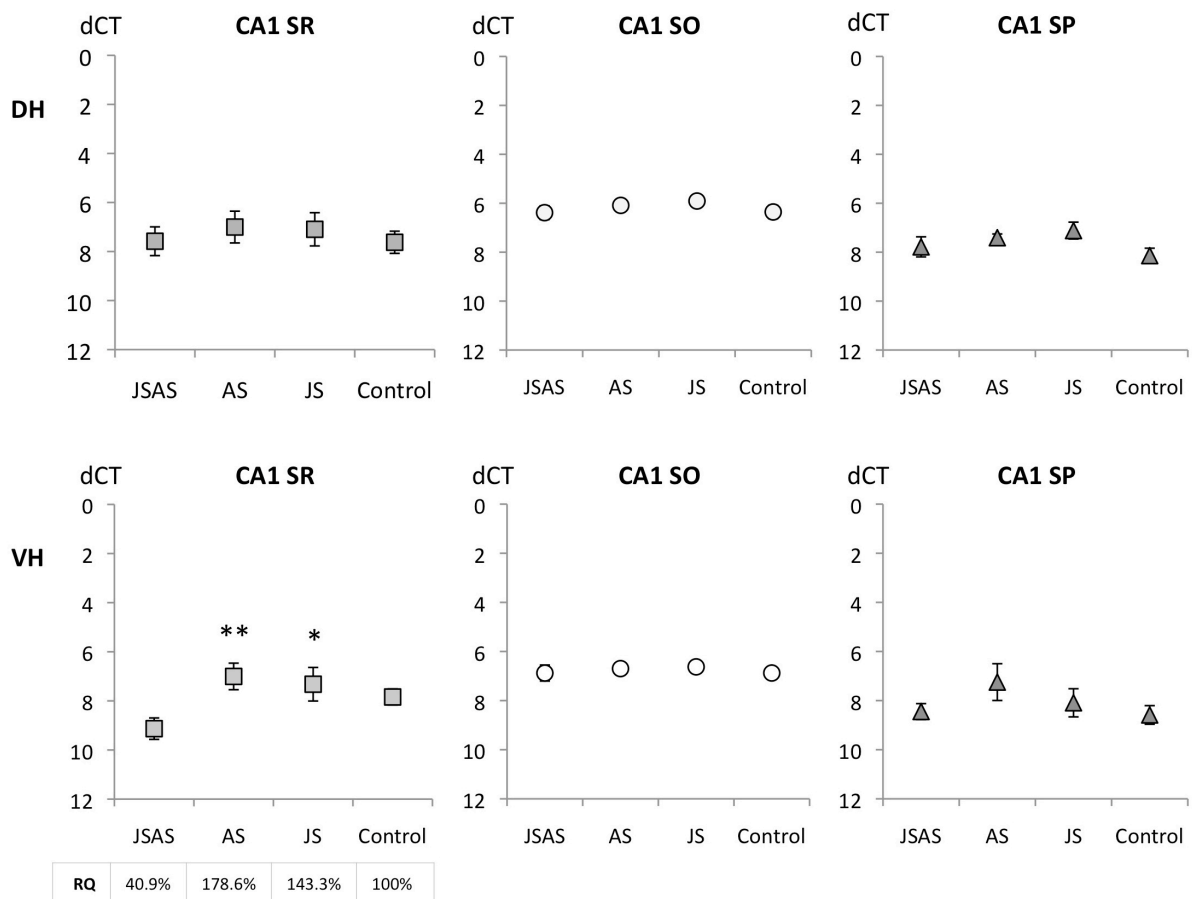 dCT CA1 SR
0
2
4
6
8
10
12
JSAS AS JS Control
dCT CA1 SO
0
2
4
6
8
10
12
JSAS AS JS Control
dCT CA1 SP
0
2
4
6
8
10
12
JSAS AS JS Control
DH
dCT CA1 SR
0
2
4
6
8
10
12
** *
JSAS AS JS Control
RQ 40.9% 178.6% 143.3% 100%
dCT CA1 SO
0
2
4
6
8
10
12
JSAS AS JS Control
dCT CA1 SP
0
2
4
6
8
10
12
JSAS AS JS Control
VH